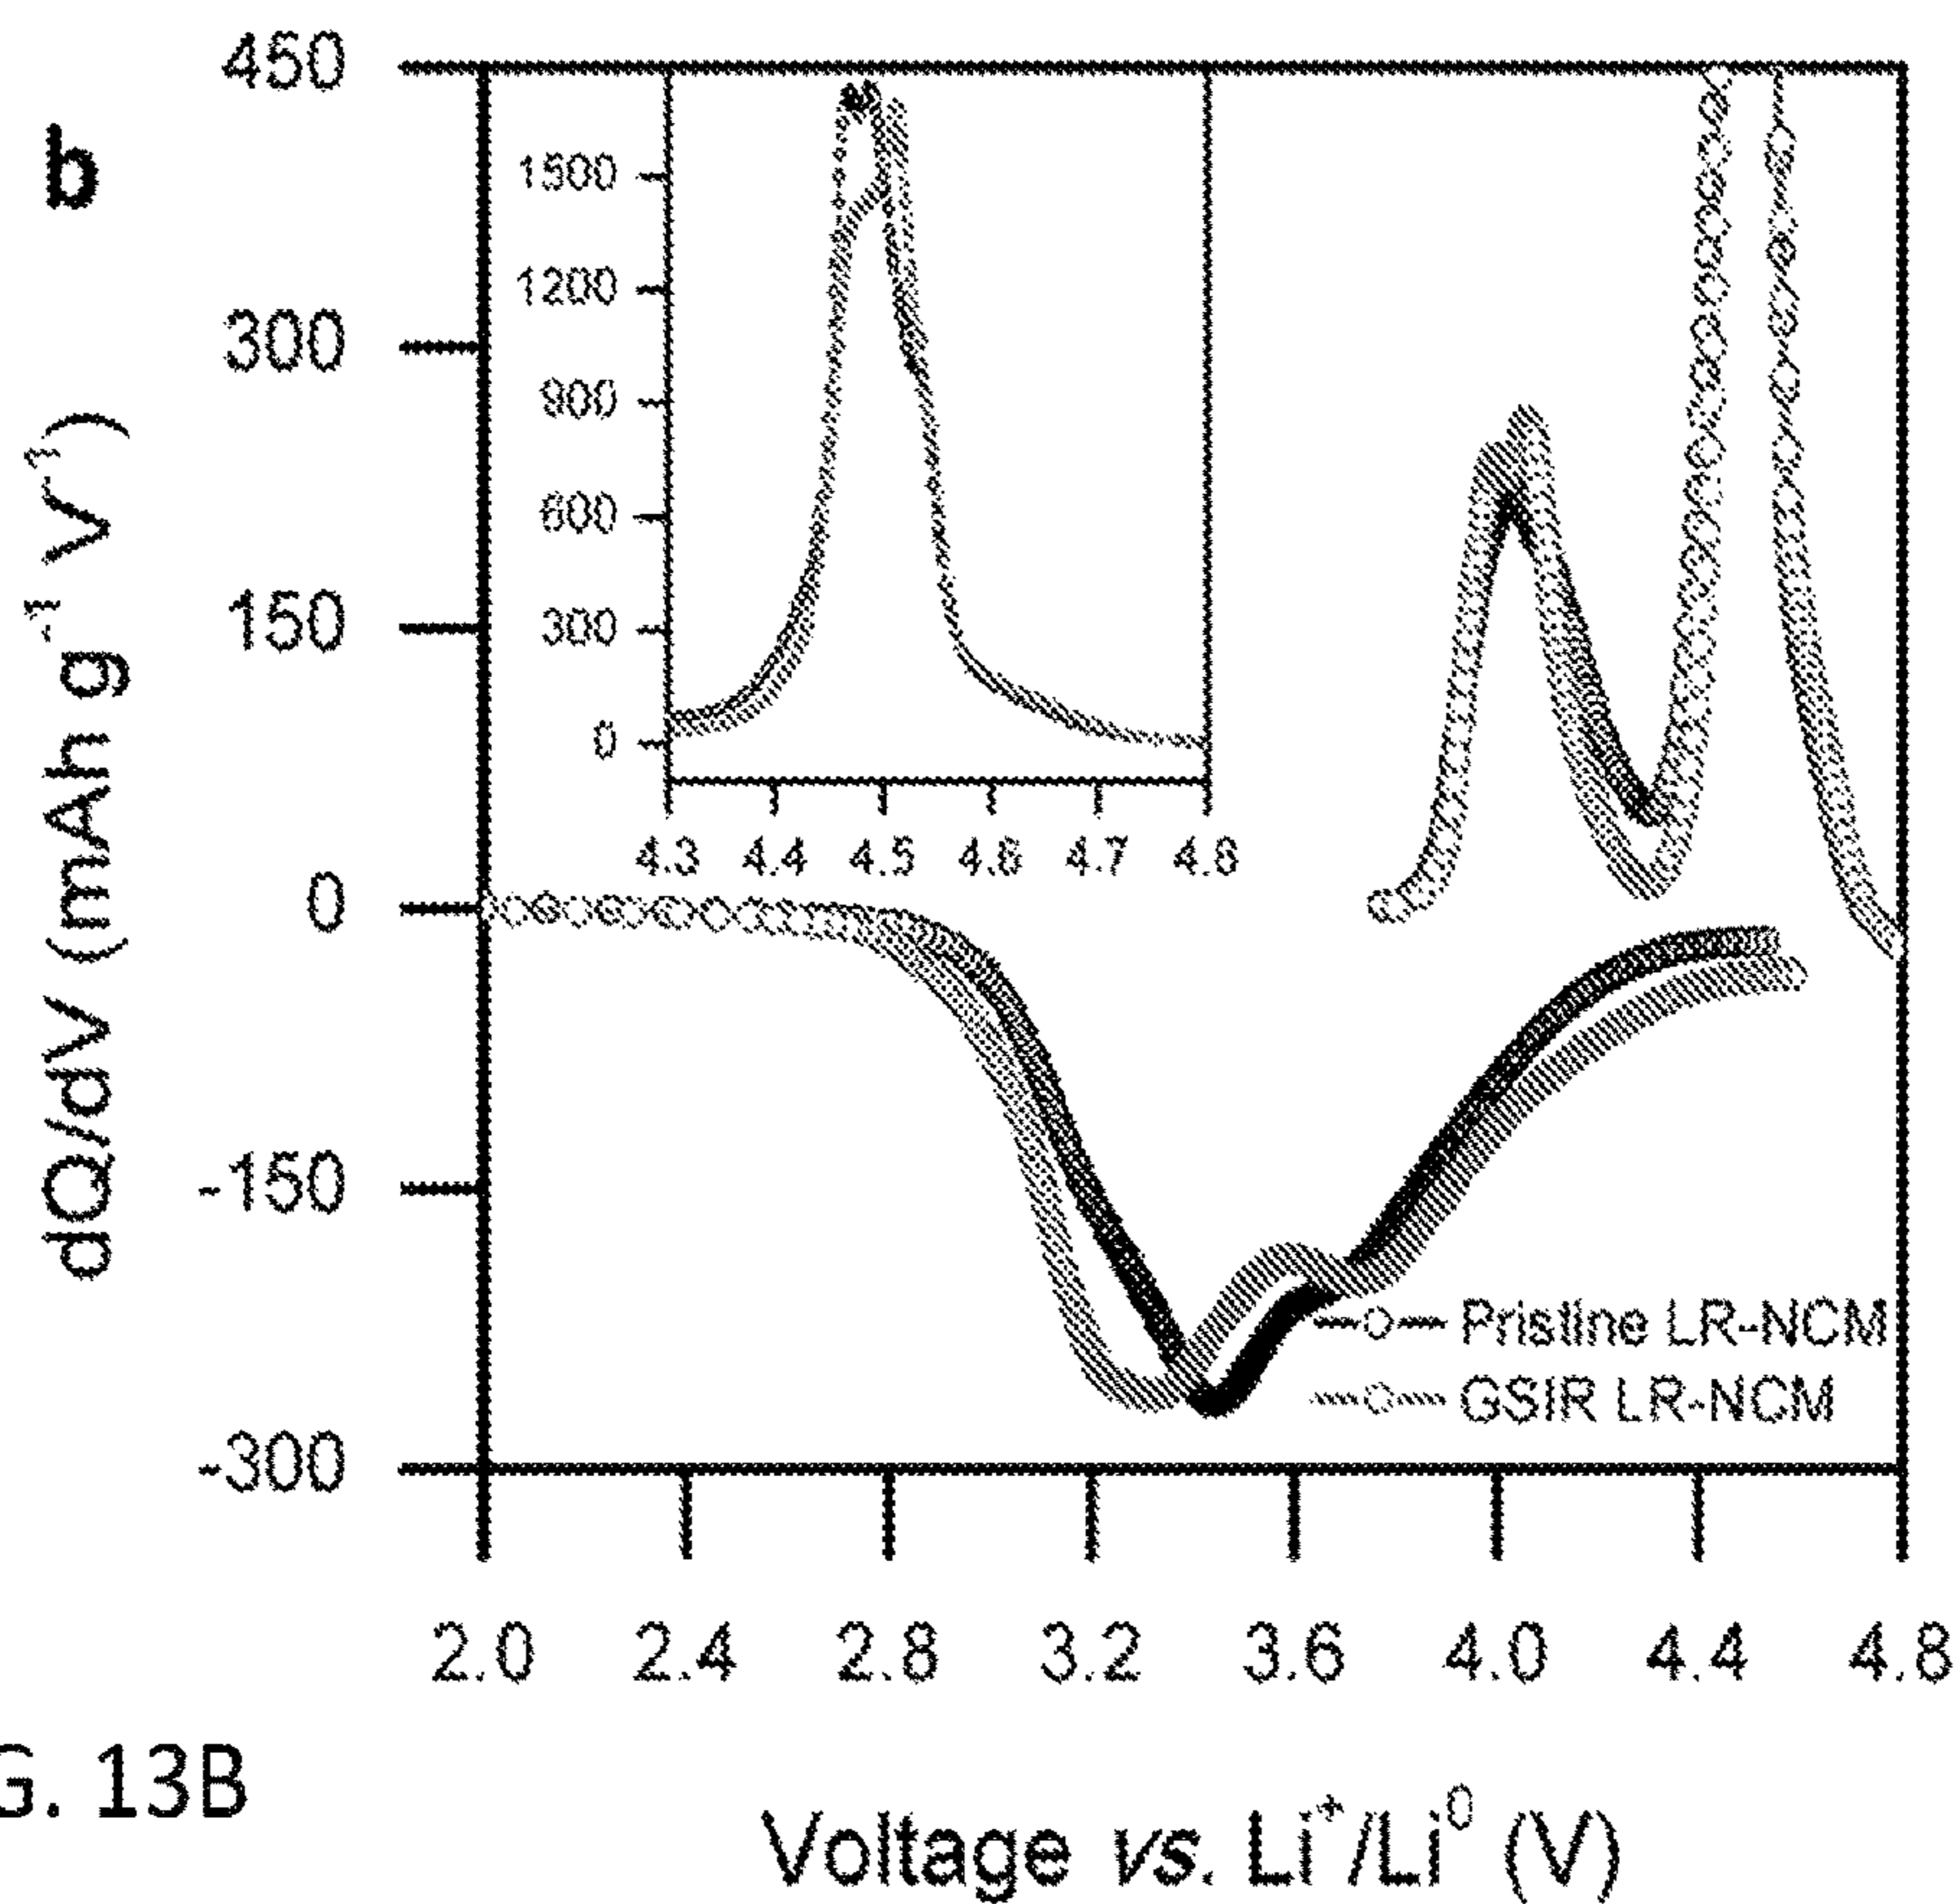 b
dQ/dV (mAh g⁻¹ V⁻¹)
450
300
150
0
-150
-300
1500
1200
900
600
300
0
4.3 4.4 4.5 4.6 4.7 4.8
Pristine LR-NCM
GSIR LR-NCM
2.0 2.4 2.8 3.2 3.6 4.0 4.4 4.8
Voltage vs. Li⁺/Li⁰ (V)
G. 13B